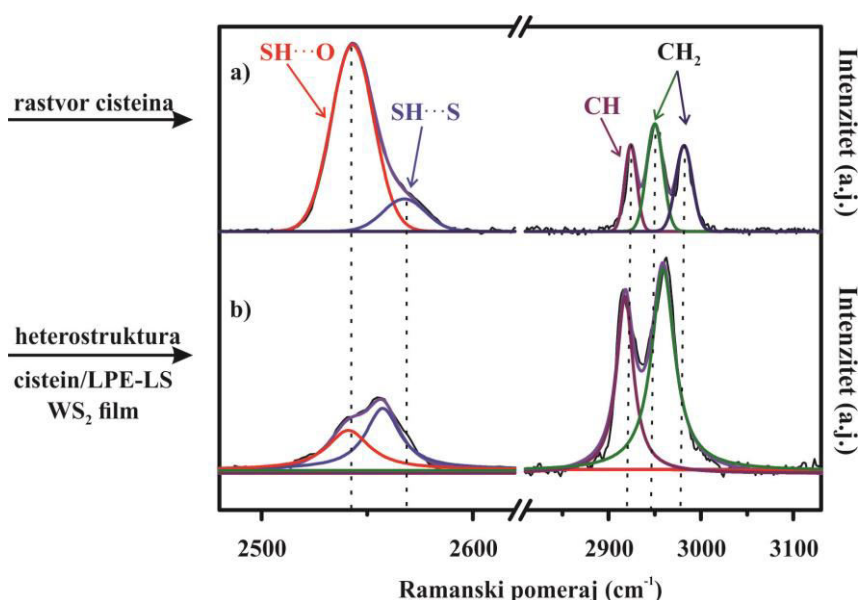 a)
SH···O
SH···S
CH₂
CH
rastvor cisteina
Intenzitet (a.j.)
b)
heterostruktura
cistein/LPE-LS
WS₂ film
Intenzitet (a.j.)
2500
2600
2900
3000
3100
Ramanski pomeraj (cm⁻¹)